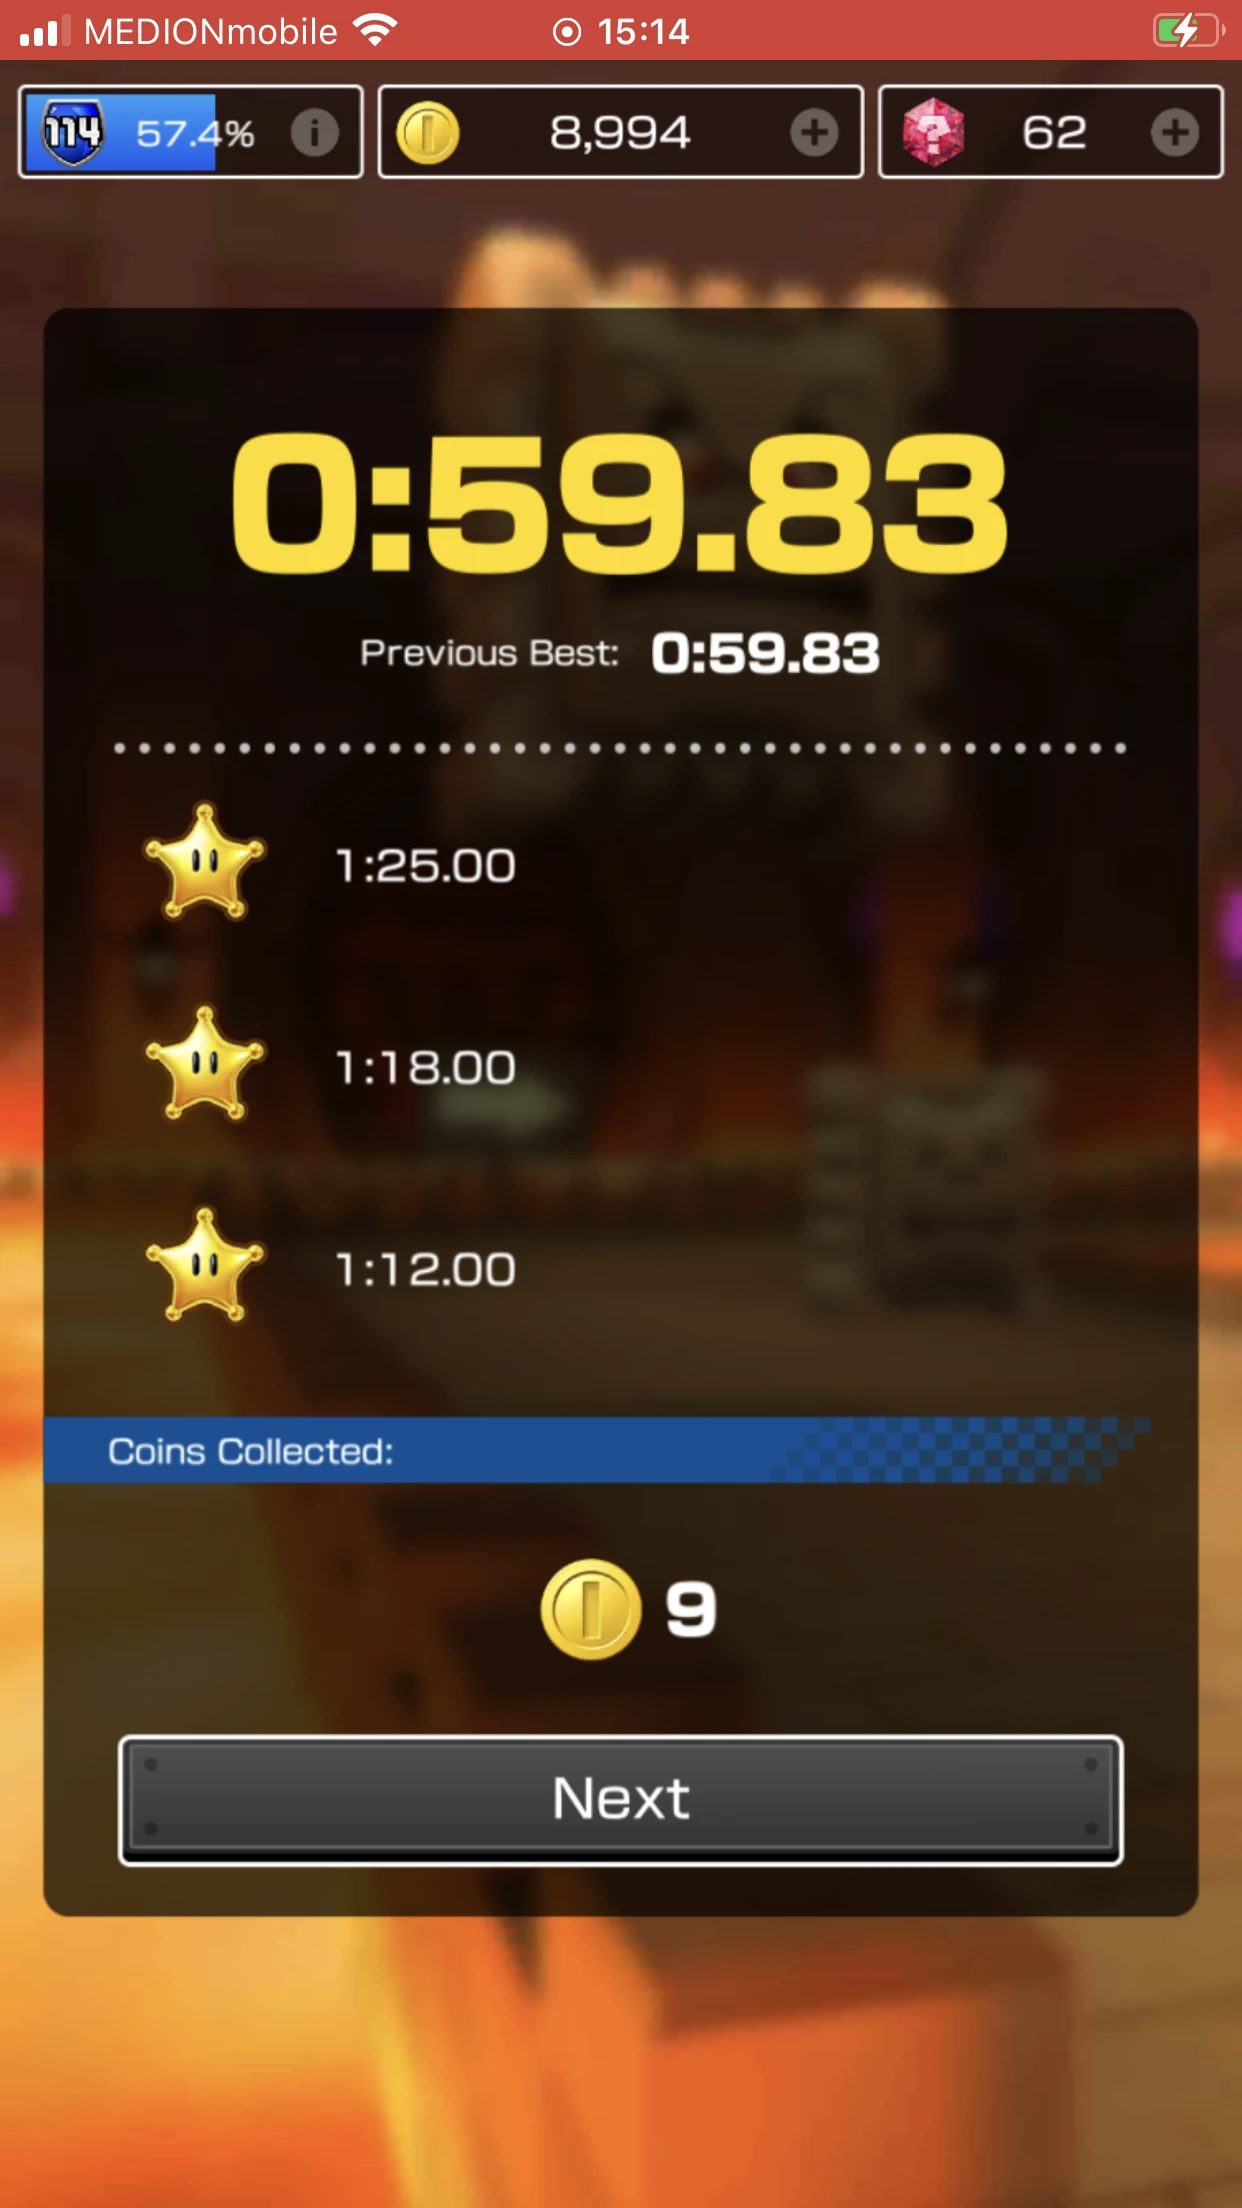 MEDIONmobile 15:14
114 57.4% i 8,994 + ? 62 +
0:59.83
Previous Best: 0:59.83
1:25.00
1:18.00
1:12.00
Coins Collected:
9
Next